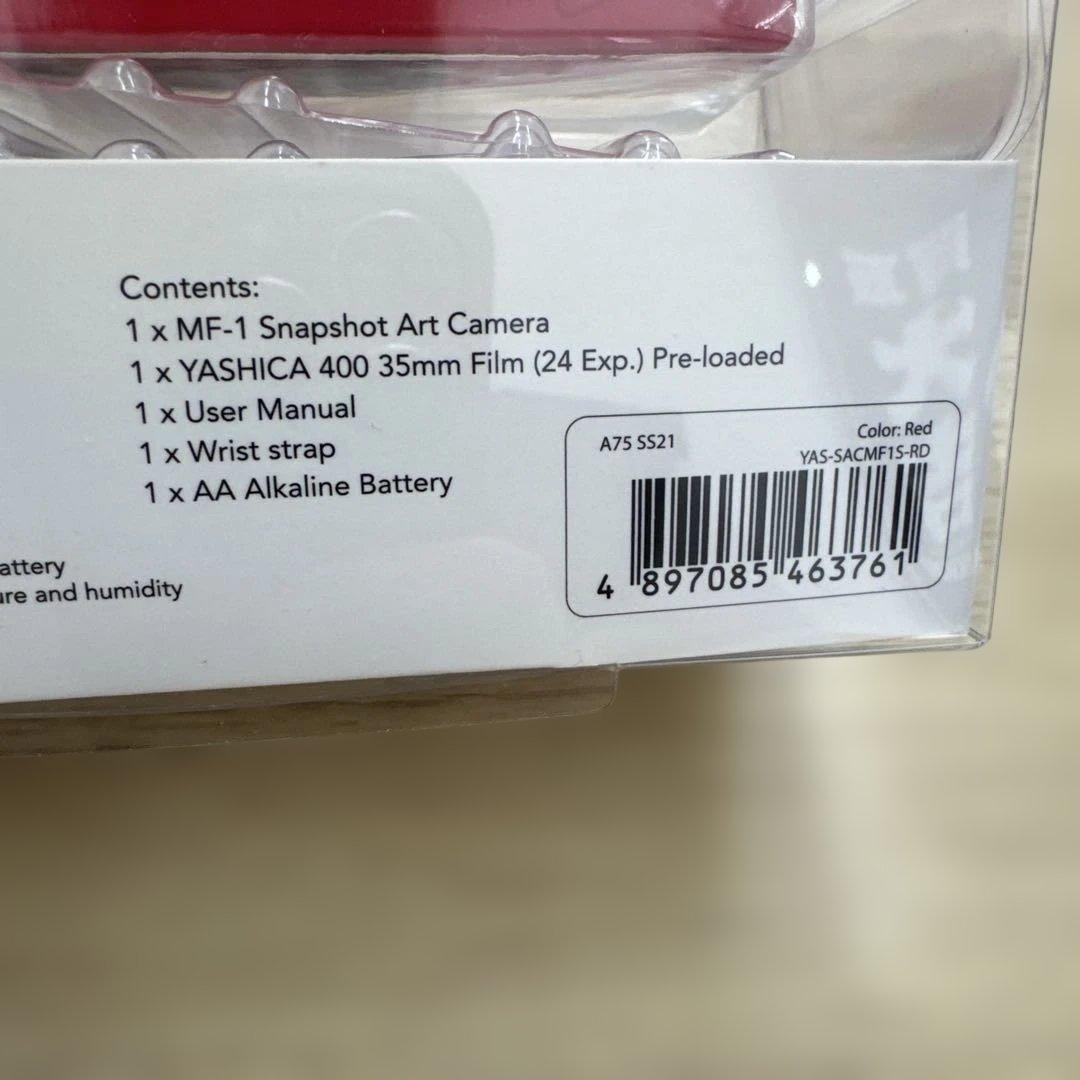 Contents:
1 x MF-1 Snapshot Art Camera
1 x YASHICA 400 35mm Film (24 Exp.) Pre-loaded
1 x User Manual
1 x Wrist strap
1 x AA Alkaline Battery
A75 SS21
Color: Red
YAS-SACMF1S-RD
4 897085 463761
attery
ure and humidity